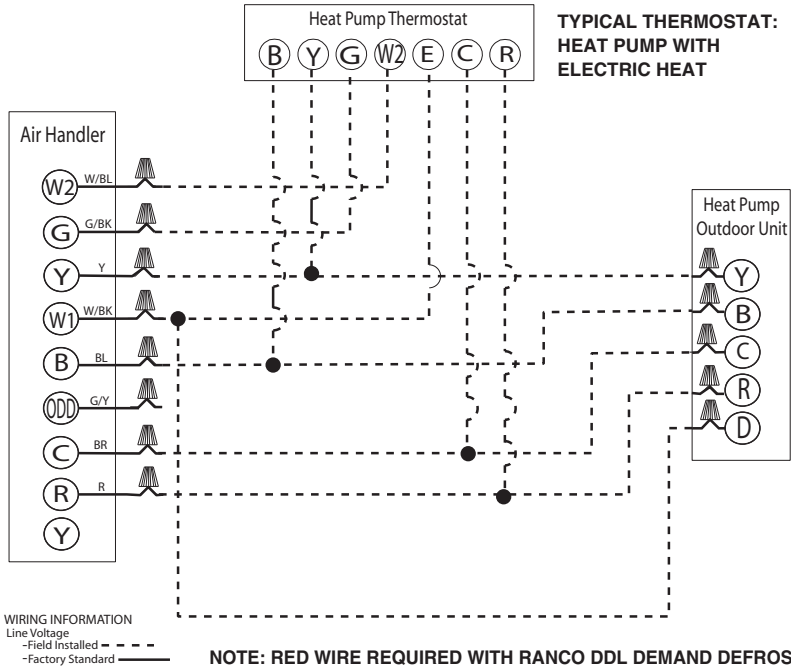 Heat Pump Thermostat
B Y G W2 E C R
TYPICAL THERMOSTAT:
HEAT PUMP WITH
ELECTRIC HEAT
Air Handler
W2 W/BL
G G/BK
Y Y
W1 W/BK
B BL
ODD G/Y
C BR
R R
Y
Heat Pump
Outdoor Unit
Y
B
C
R
D
WIRING INFORMATION
Line Voltage
-Field Installed
-Factory Standard
NOTE: RED WIRE REQUIRED WITH RANCO DDL DEMAND DEFROS